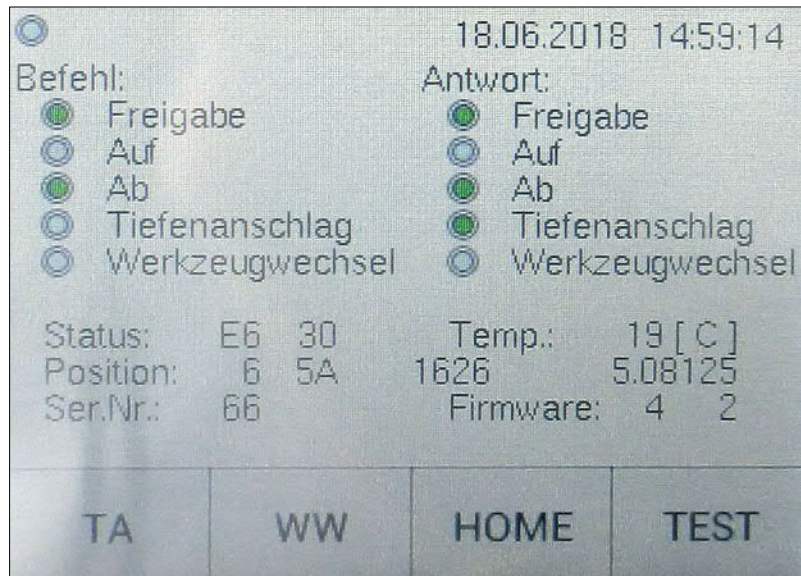 18.06.2018 14:59:14
Befehl: Antwort:
Freigabe Freigabe
Auf Auf
Ab Ab
Tiefenanschlag Tiefenanschlag
Werkzeugwechsel Werkzeugwechsel
Status: E6 30 Temp.: 19 [ C ]
Position: 6 5A 1626 5.08125
Ser.Nr.: 66 Firmware: 4 2
TA WW HOME TEST